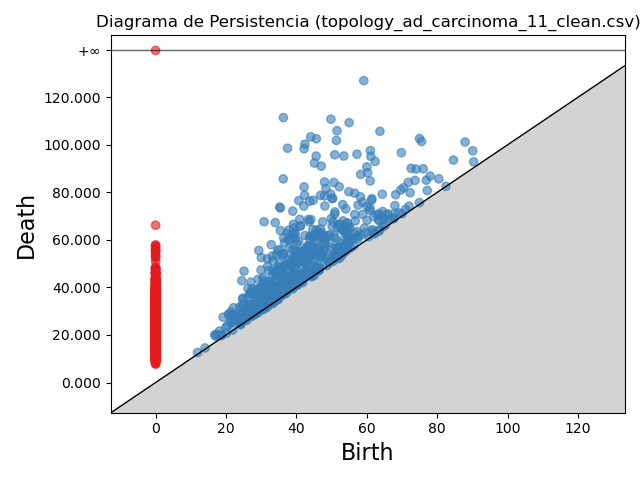 Diagrama de Persistencia (topology_ad_carcinoma_11_clean.csv)
+∞
120.000
100.000
80.000
60.000
40.000
20.000
0.000
Death
0 20 40 60 80 100 120
Birth